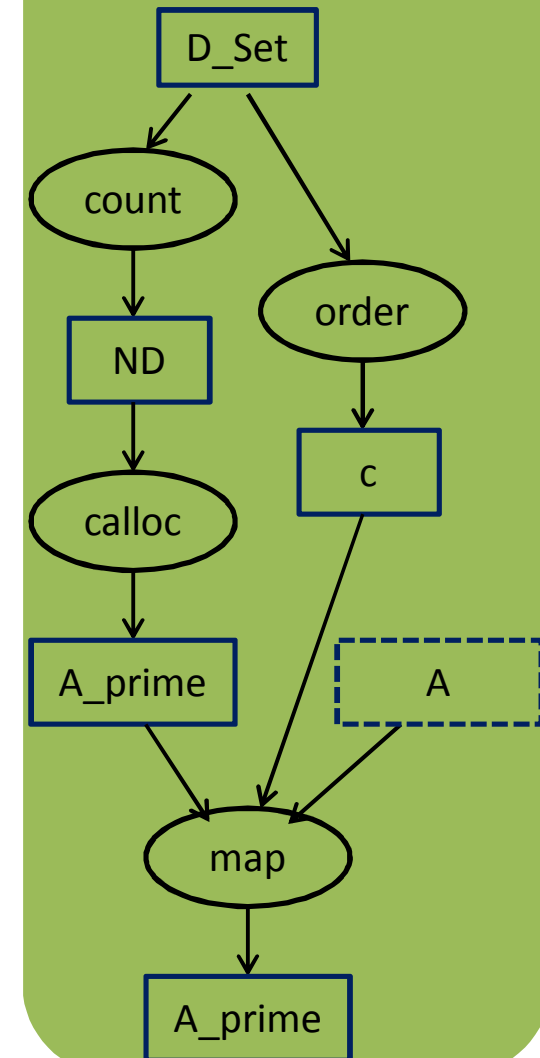 D_Set
count
order
ND
c
calloc
A_prime
A
map
A_prime